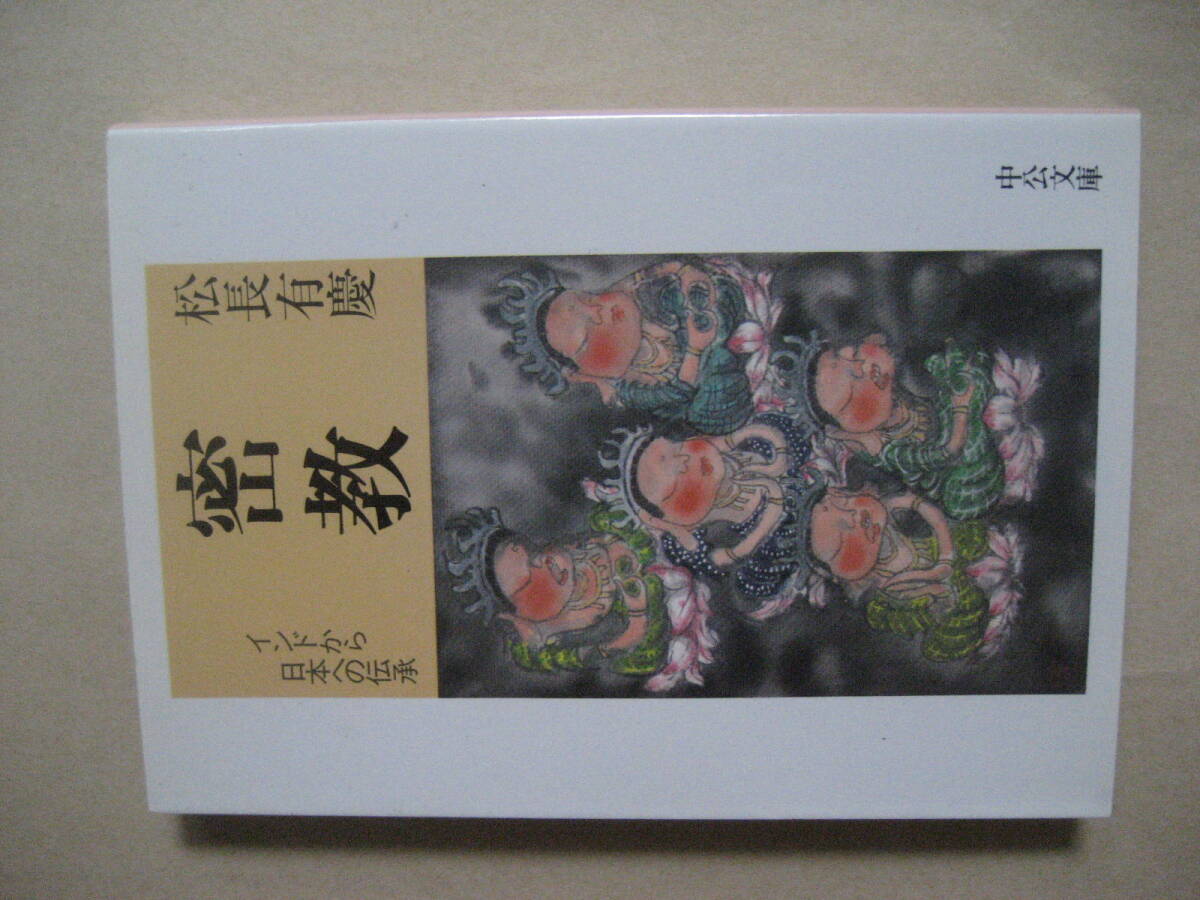 松長有慶
密教
インドから
日本への伝承
中公文庫